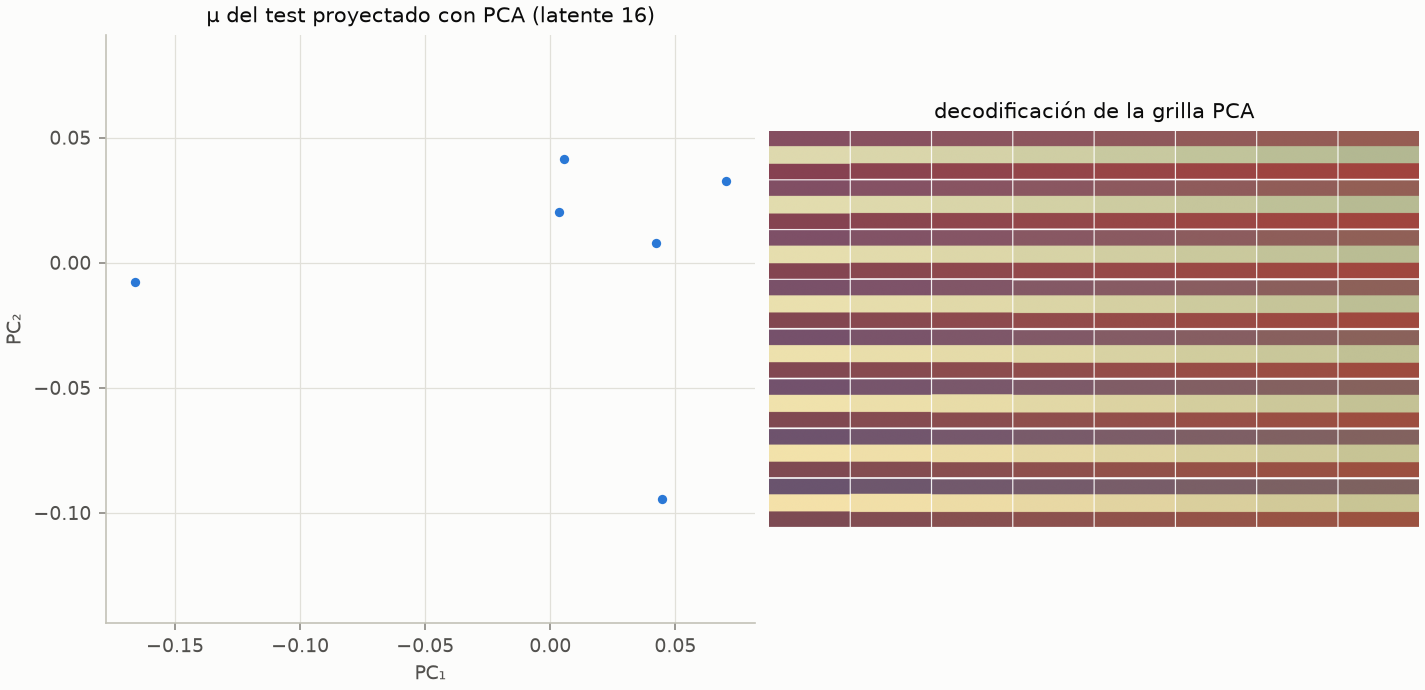 μ del test proyectado con PCA (latente 16)
0.05
0.00
−0.05
−0.10
PC₂
−0.15
−0.10
−0.05
0.00
0.05
PC₁
decodificación de la grilla PCA